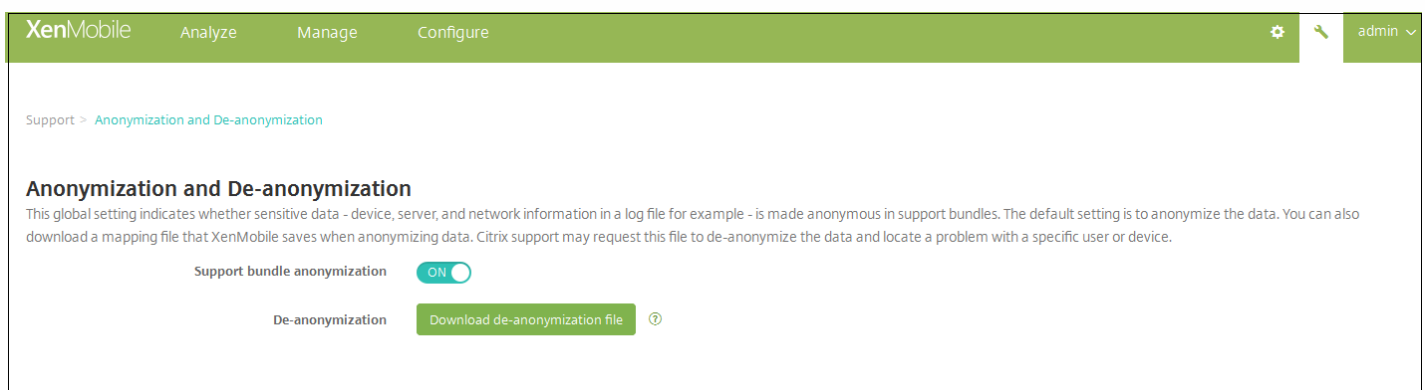 XenMobile Analyze Manage Configure admin
Support > Anonymization and De-anonymization
Anonymization and De-anonymization
This global setting indicates whether sensitive data - device, server, and network information in a log file for example - is made anonymous in support bundles. The default setting is to anonymize the data. You can also
download a mapping file that XenMobile saves when anonymizing data. Citrix support may request this file to de-anonymize the data and locate a problem with a specific user or device.
Support bundle anonymization ON
De-anonymization Download de-anonymization file ?